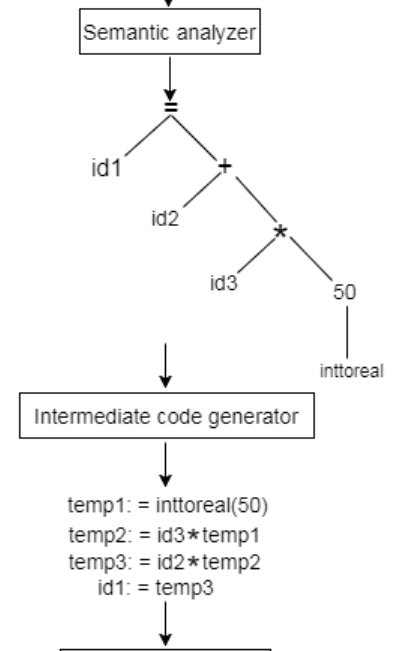 Semantic analyzer
=
id1
+
id2
*
id3
50
inttoreal
Intermediate code generator
temp1: = inttoreal(50)
temp2: = id3*temp1
temp3: = id2*temp2
id1: = temp3